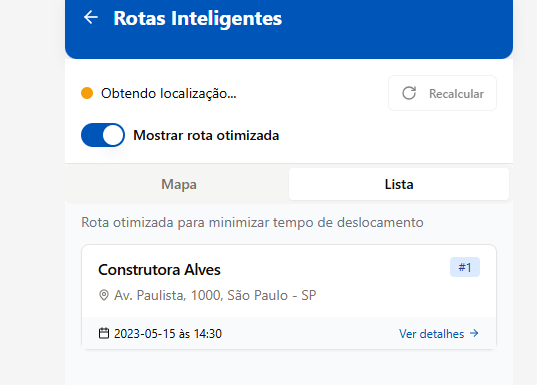 Rotas Inteligentes
Obtendo localização...
Recalcular
Mostrar rota otimizada
Mapa
Lista
Rota otimizada para minimizar tempo de deslocamento
Construtora Alves
#1
Av. Paulista, 1000, São Paulo - SP
2023-05-15 às 14:30
Ver detalhes